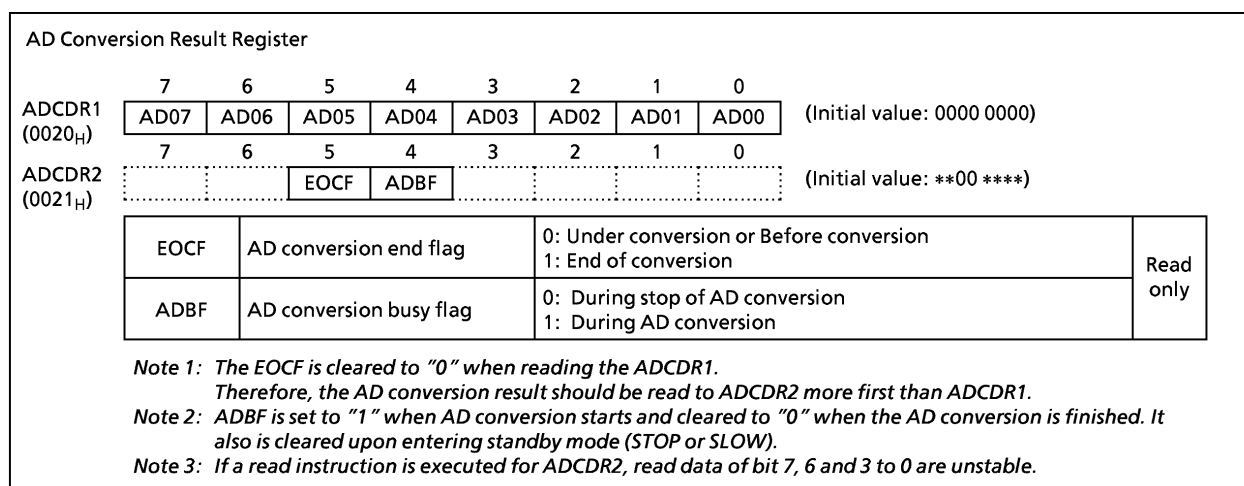 AD Conversion Result Register
7 6 5 4 3 2 1 0
ADCDR1 AD07 AD06 AD05 AD04 AD03 AD02 AD01 AD00 (Initial value: 0000 0000)
(0020H)
7 6 5 4 3 2 1 0
ADCDR2 EOCF ADBF (Initial value: **00 ****)
(0021H)
EOCF AD conversion end flag 0: Under conversion or Before conversion
1: End of conversion
Read only
ADBF AD conversion busy flag 0: During stop of AD conversion
1: During AD conversion
Note 1: The EOCF is cleared to "0" when reading the ADCDR1.
Therefore, the AD conversion result should be read to ADCDR2 more first than ADCDR1.
Note 2: ADBF is set to "1" when AD conversion starts and cleared to "0" when the AD conversion is finished. It
also is cleared upon entering standby mode (STOP or SLOW).
Note 3: If a read instruction is executed for ADCDR2, read data of bit 7, 6 and 3 to 0 are unstable.